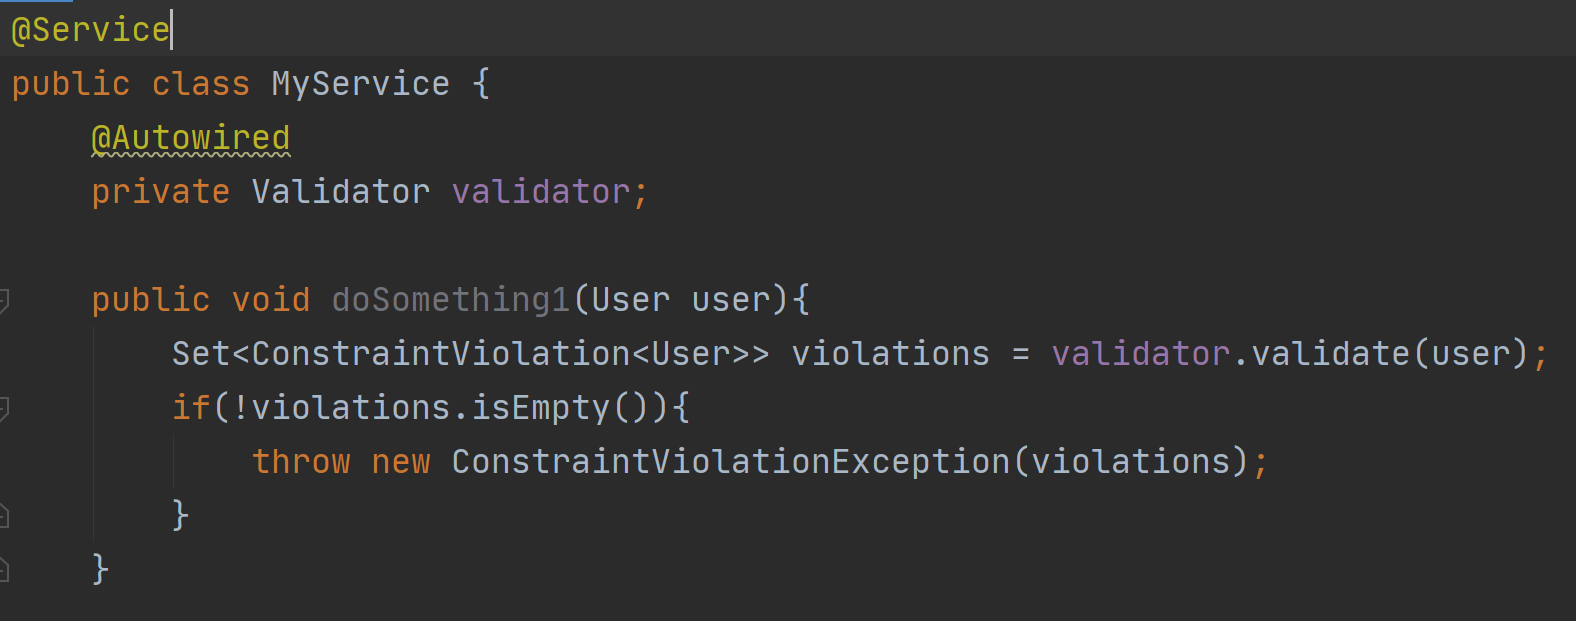 @Service
public class MyService {
    @Autowired
    private Validator validator;

    public void doSomething1(User user){
        Set<ConstraintViolation<User>> violations = validator.validate(user);
        if(!violations.isEmpty()){
            throw new ConstraintViolationException(violations);
        }
    }